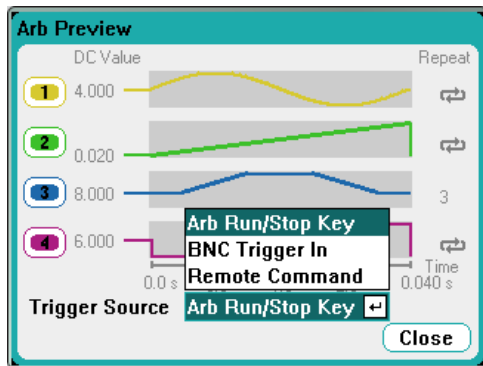 Arb Preview
DC Value Repeat
1 4.000
2 0.020
3 8.000 3
4 6.000
Arb Run/Stop Key
BNC Trigger In
Remote Command
Time
0.0 s 0.040 s
Trigger Source Arb Run/Stop Key
Close